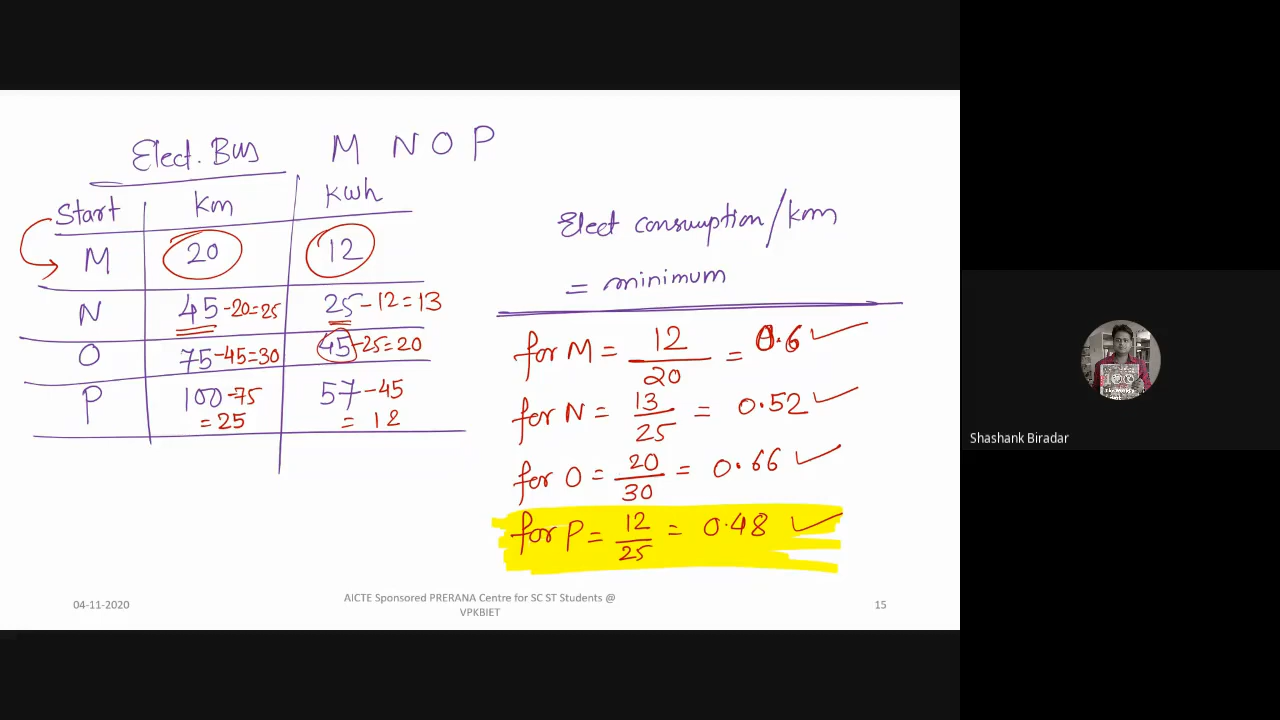 Elect. Bus M N O P
Start Km Kwh
M 20 12
N 45 -20=25 25 -12=13
O 75 -45=30 45 -25=20
P 100 -75 57 -45
=25 = 12
Elect consumption/km
= minimum
for M = 12/20 = 0.6 ✓
for N = 13/25 = 0.52 ✓
for O = 20/30 = 0.66 ✓
for P = 12/25 = 0.48 ✓
04-11-2020
AICTE Sponsored PRERANA Centre for SC ST Students @
VPKBIET
15
Shashank Biradar